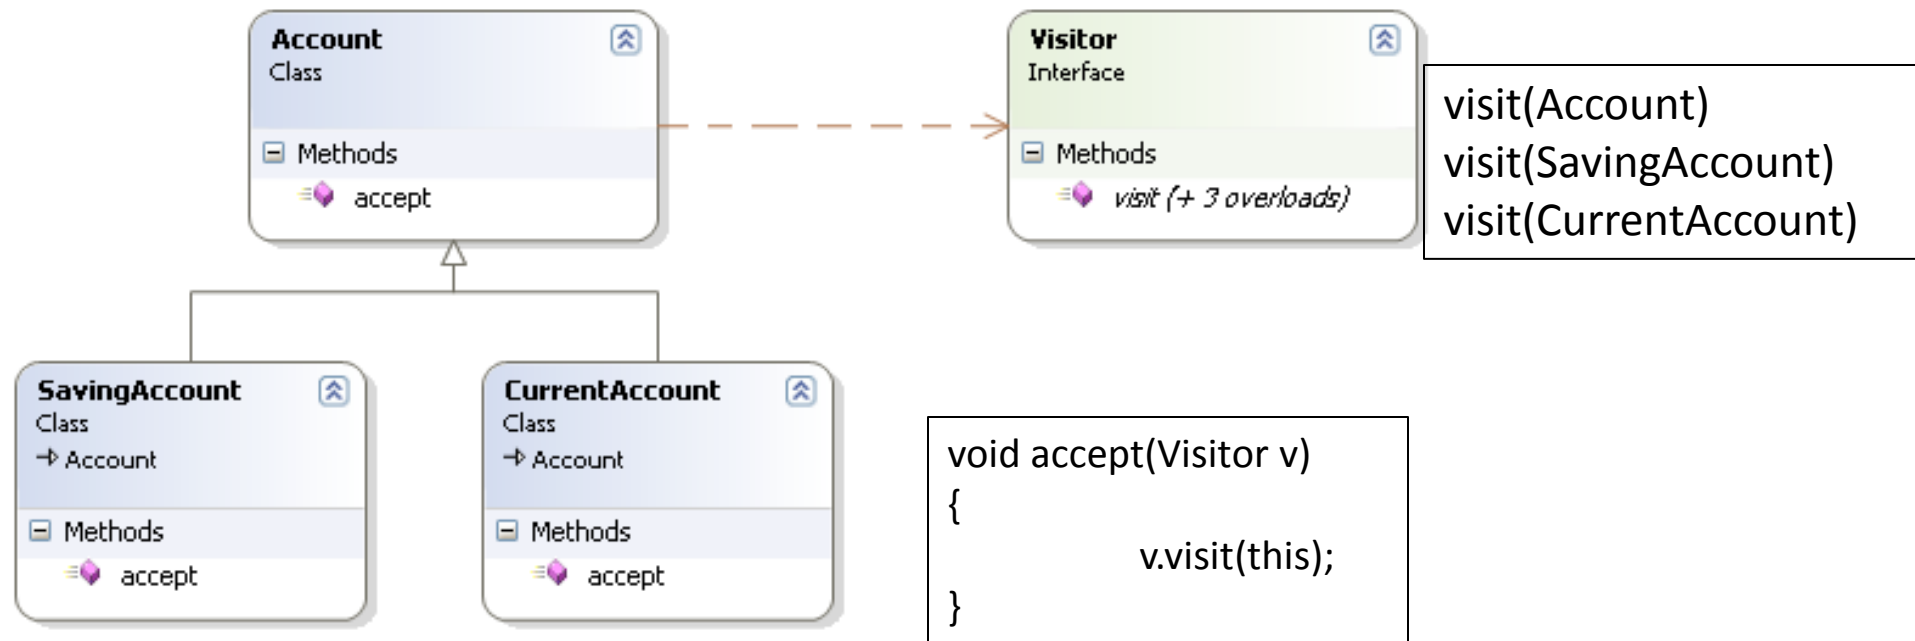 Account
Class
Methods
accept
Visitor
Interface
Methods
visit (+ 3 overloads)
visit(Account)
visit(SavingAccount)
visit(CurrentAccount)
SavingAccount
Class
Account
Methods
accept
CurrentAccount
Class
Account
Methods
accept
void accept(Visitor v)
{
v.visit(this);
}